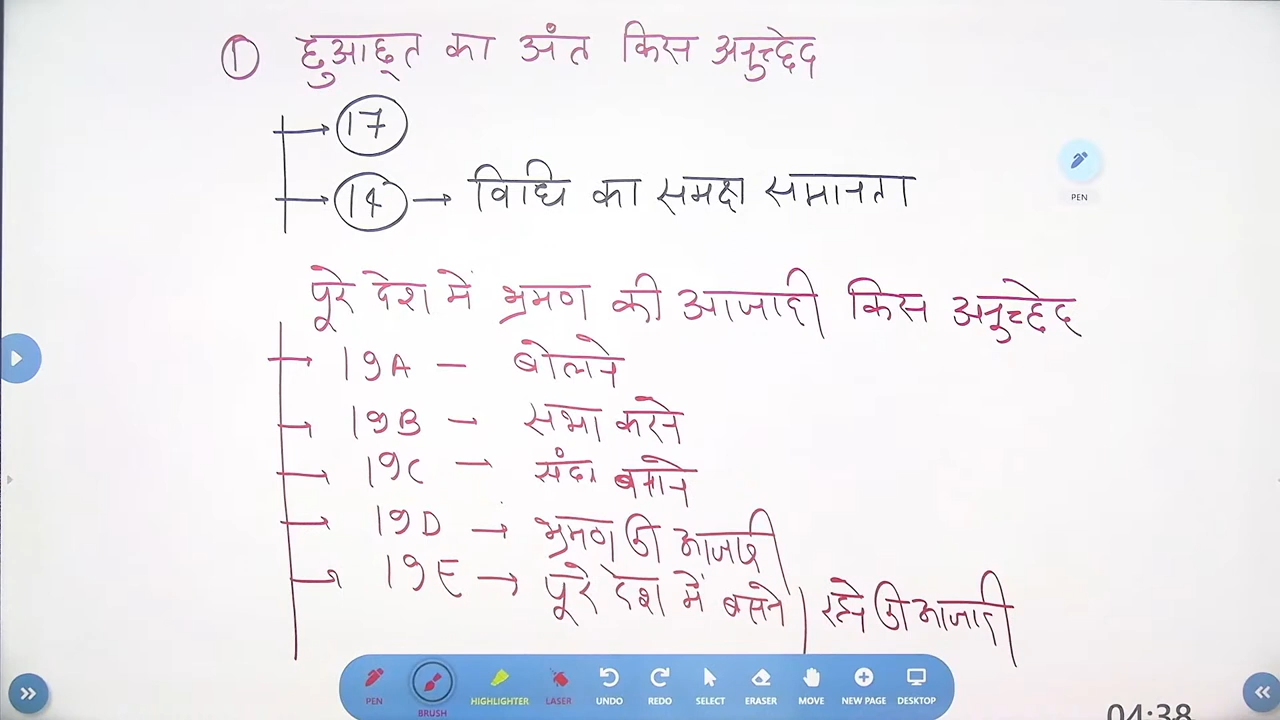 ① छुआछूत का अंत किस अनुच्छेद
17
14 → विधि का समक्ष समानता
PEN
पूरे देश में भ्रमण की आजादी किस अनुच्छेद
19A - बोलने
19B - सभा करने
19C - संघ बनाने
19D → भ्रमण की आजादी
19E → पूरे देश में बसने | रहने की आजादी
PEN BRUSH HIGHLIGHTER LASER UNDO REDO SELECT ERASER MOVE NEW PAGE DESKTOP
04:38